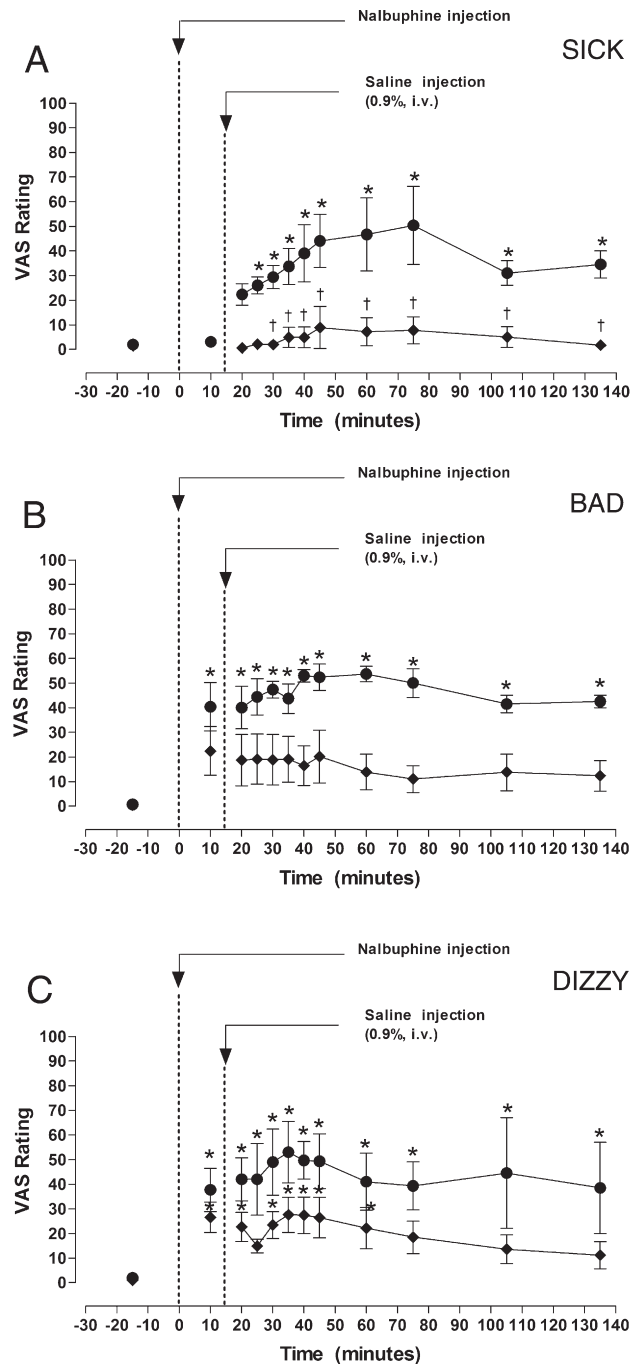 Nalbuphine injection
A
SICK
Saline injection
(0.9%, i.v.)
100
90
80
70
60
50
40
30
20
10
0
VAS Rating
* * * * * * * * * *
† † † † † † † †
-30 -20 -10 0 10 20 30 40 50 60 70 80 90 100 110 120 130 140
Time (minutes)
Nalbuphine injection
B
BAD
Saline injection
(0.9%, i.v.)
100
90
80
70
60
50
40
30
20
10
0
VAS Rating
* * * * * * * * * * *
-30 -20 -10 0 10 20 30 40 50 60 70 80 90 100 110 120 130 140
Time (minutes)
Nalbuphine injection
C
DIZZY
Saline injection
(0.9%, i.v.)
100
90
80
70
60
50
40
30
20
10
0
VAS Rating
* * * * * * * * * * *
* * * * * * *
-30 -20 -10 0 10 20 30 40 50 60 70 80 90 100 110 120 130 140
Time (minutes)